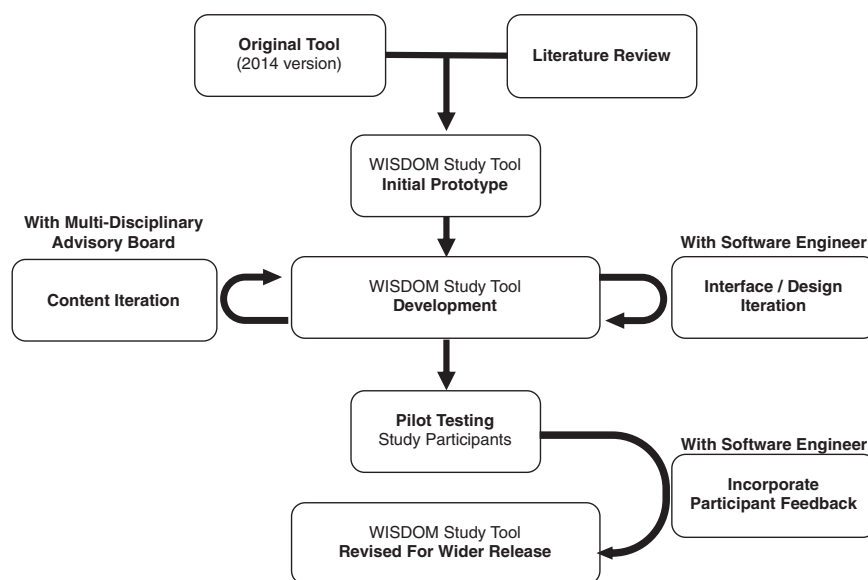 Original Tool
(2014 version)
Literature Review
WISDOM Study Tool
Initial Prototype
With Multi-Disciplinary
Advisory Board
Content Iteration
WISDOM Study Tool
Development
With Software Engineer
Interface / Design
Iteration
Pilot Testing
Study Participants
With Software Engineer
Incorporate
Participant Feedback
WISDOM Study Tool
Revised For Wider Release